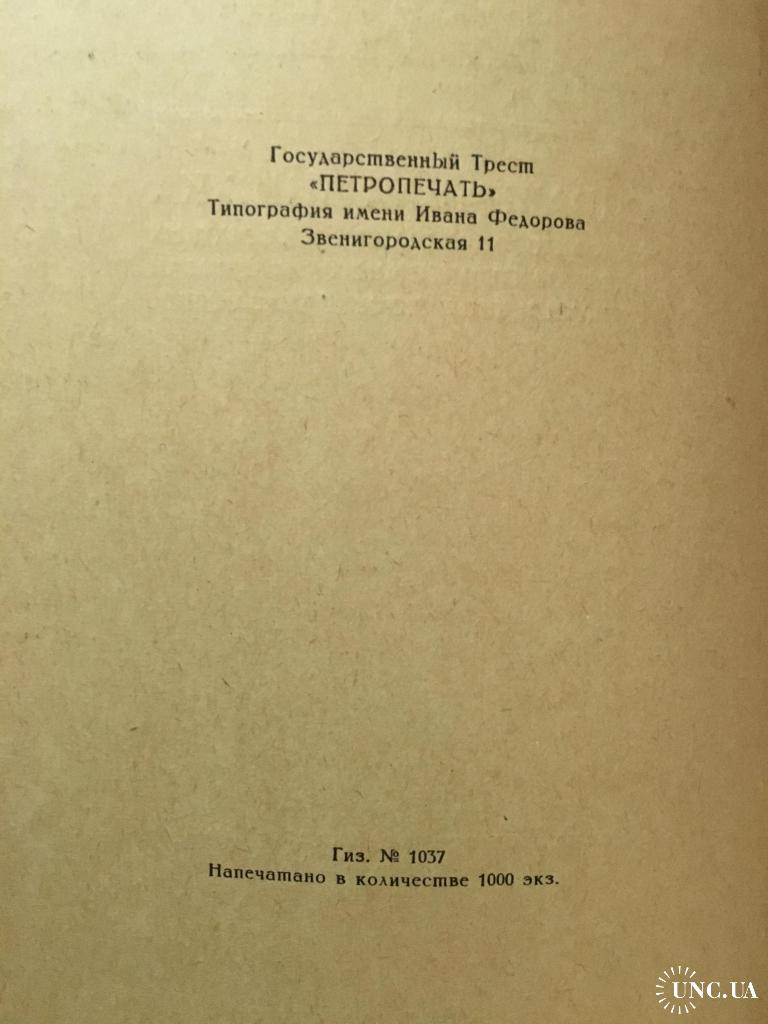 Государственный Трест
«ПЕТРОПЕЧАТЬ»
Типография имени Ивана Федорова
Звенигородская 11
Гиз. № 1037
Напечатано в количестве 1000 экз.
UNC.UA